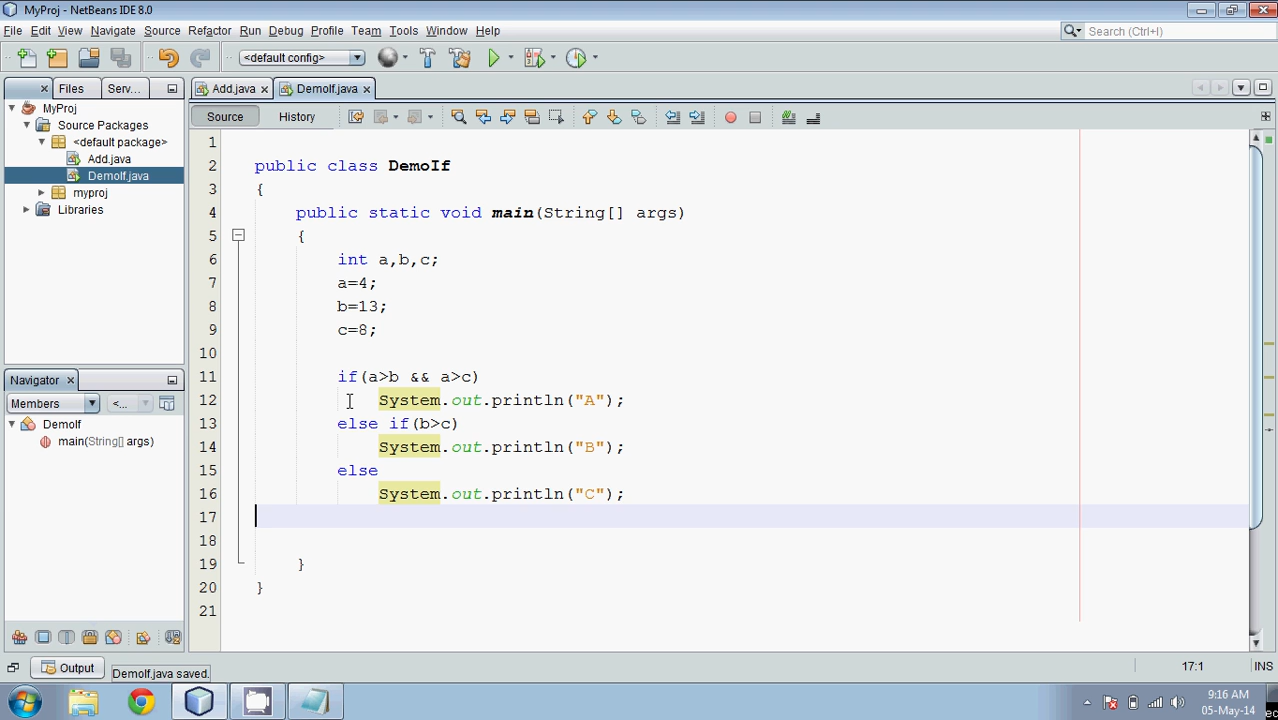 MyProj - NetBeans IDE 8.0
File Edit View Navigate Source Refactor Run Debug Profile Team Tools Window Help
Search (Ctrl+I)
<default config>
Files Serv...
Add.java DemoIf.java
MyProj
Source Packages
<default package>
Add.java
DemoIf.java
myproj
Libraries
Navigator
Members <...
DemoIf
main(String[] args)
Source History
1
2 public class DemoIf
3 {
4 public static void main(String[] args)
5 {
6 int a,b,c;
7 a=4;
8 b=13;
9 c=8;
10
11 if(a>b && a>c)
12 System.out.println("A");
13 else if(b>c)
14 System.out.println("B");
15 else
16 System.out.println("C");
17
18
19 }
20 }
21
Output DemoIf.java saved. 17:1 INS
9:16 AM
05-May-14